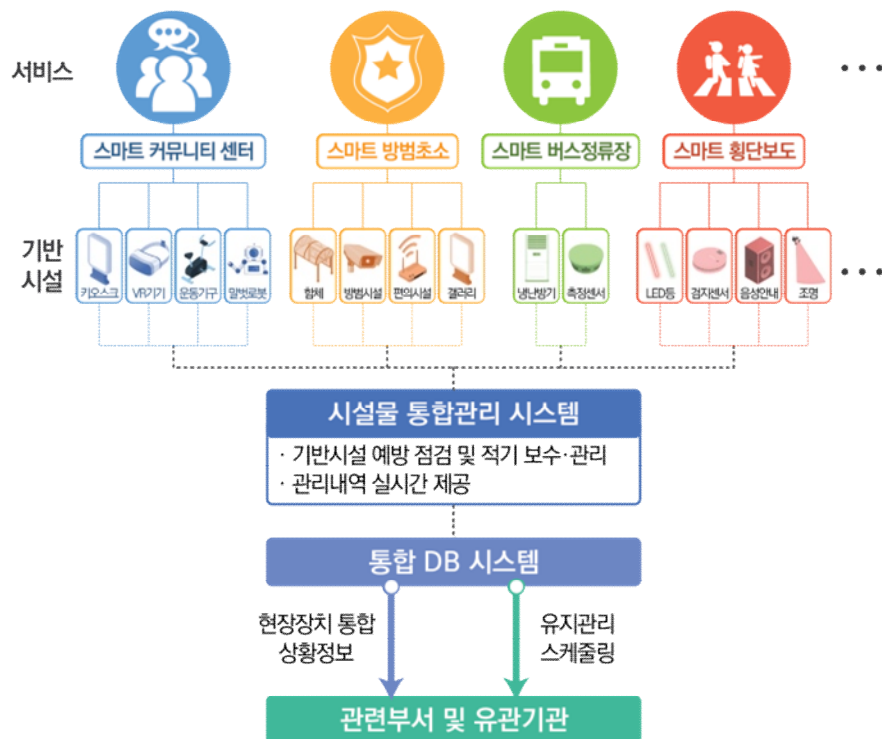 서비스
스마트 커뮤니티 센터
스마트 방범초소
스마트 버스정류장
스마트 횡단보도
기반
시설
키오스크
VR기기
운동기구
말벗로봇
함체
방범시설
편의시설
갤러리
냉난방기
측정센서
LED등
검지센서
음성안내
조명
시설물 통합관리 시스템
· 기반시설 예방 점검 및 적기 보수·관리
· 관리내역 실시간 제공
통합 DB 시스템
현장장치 통합
상황정보
유지관리
스케줄링
관련부서 및 유관기관